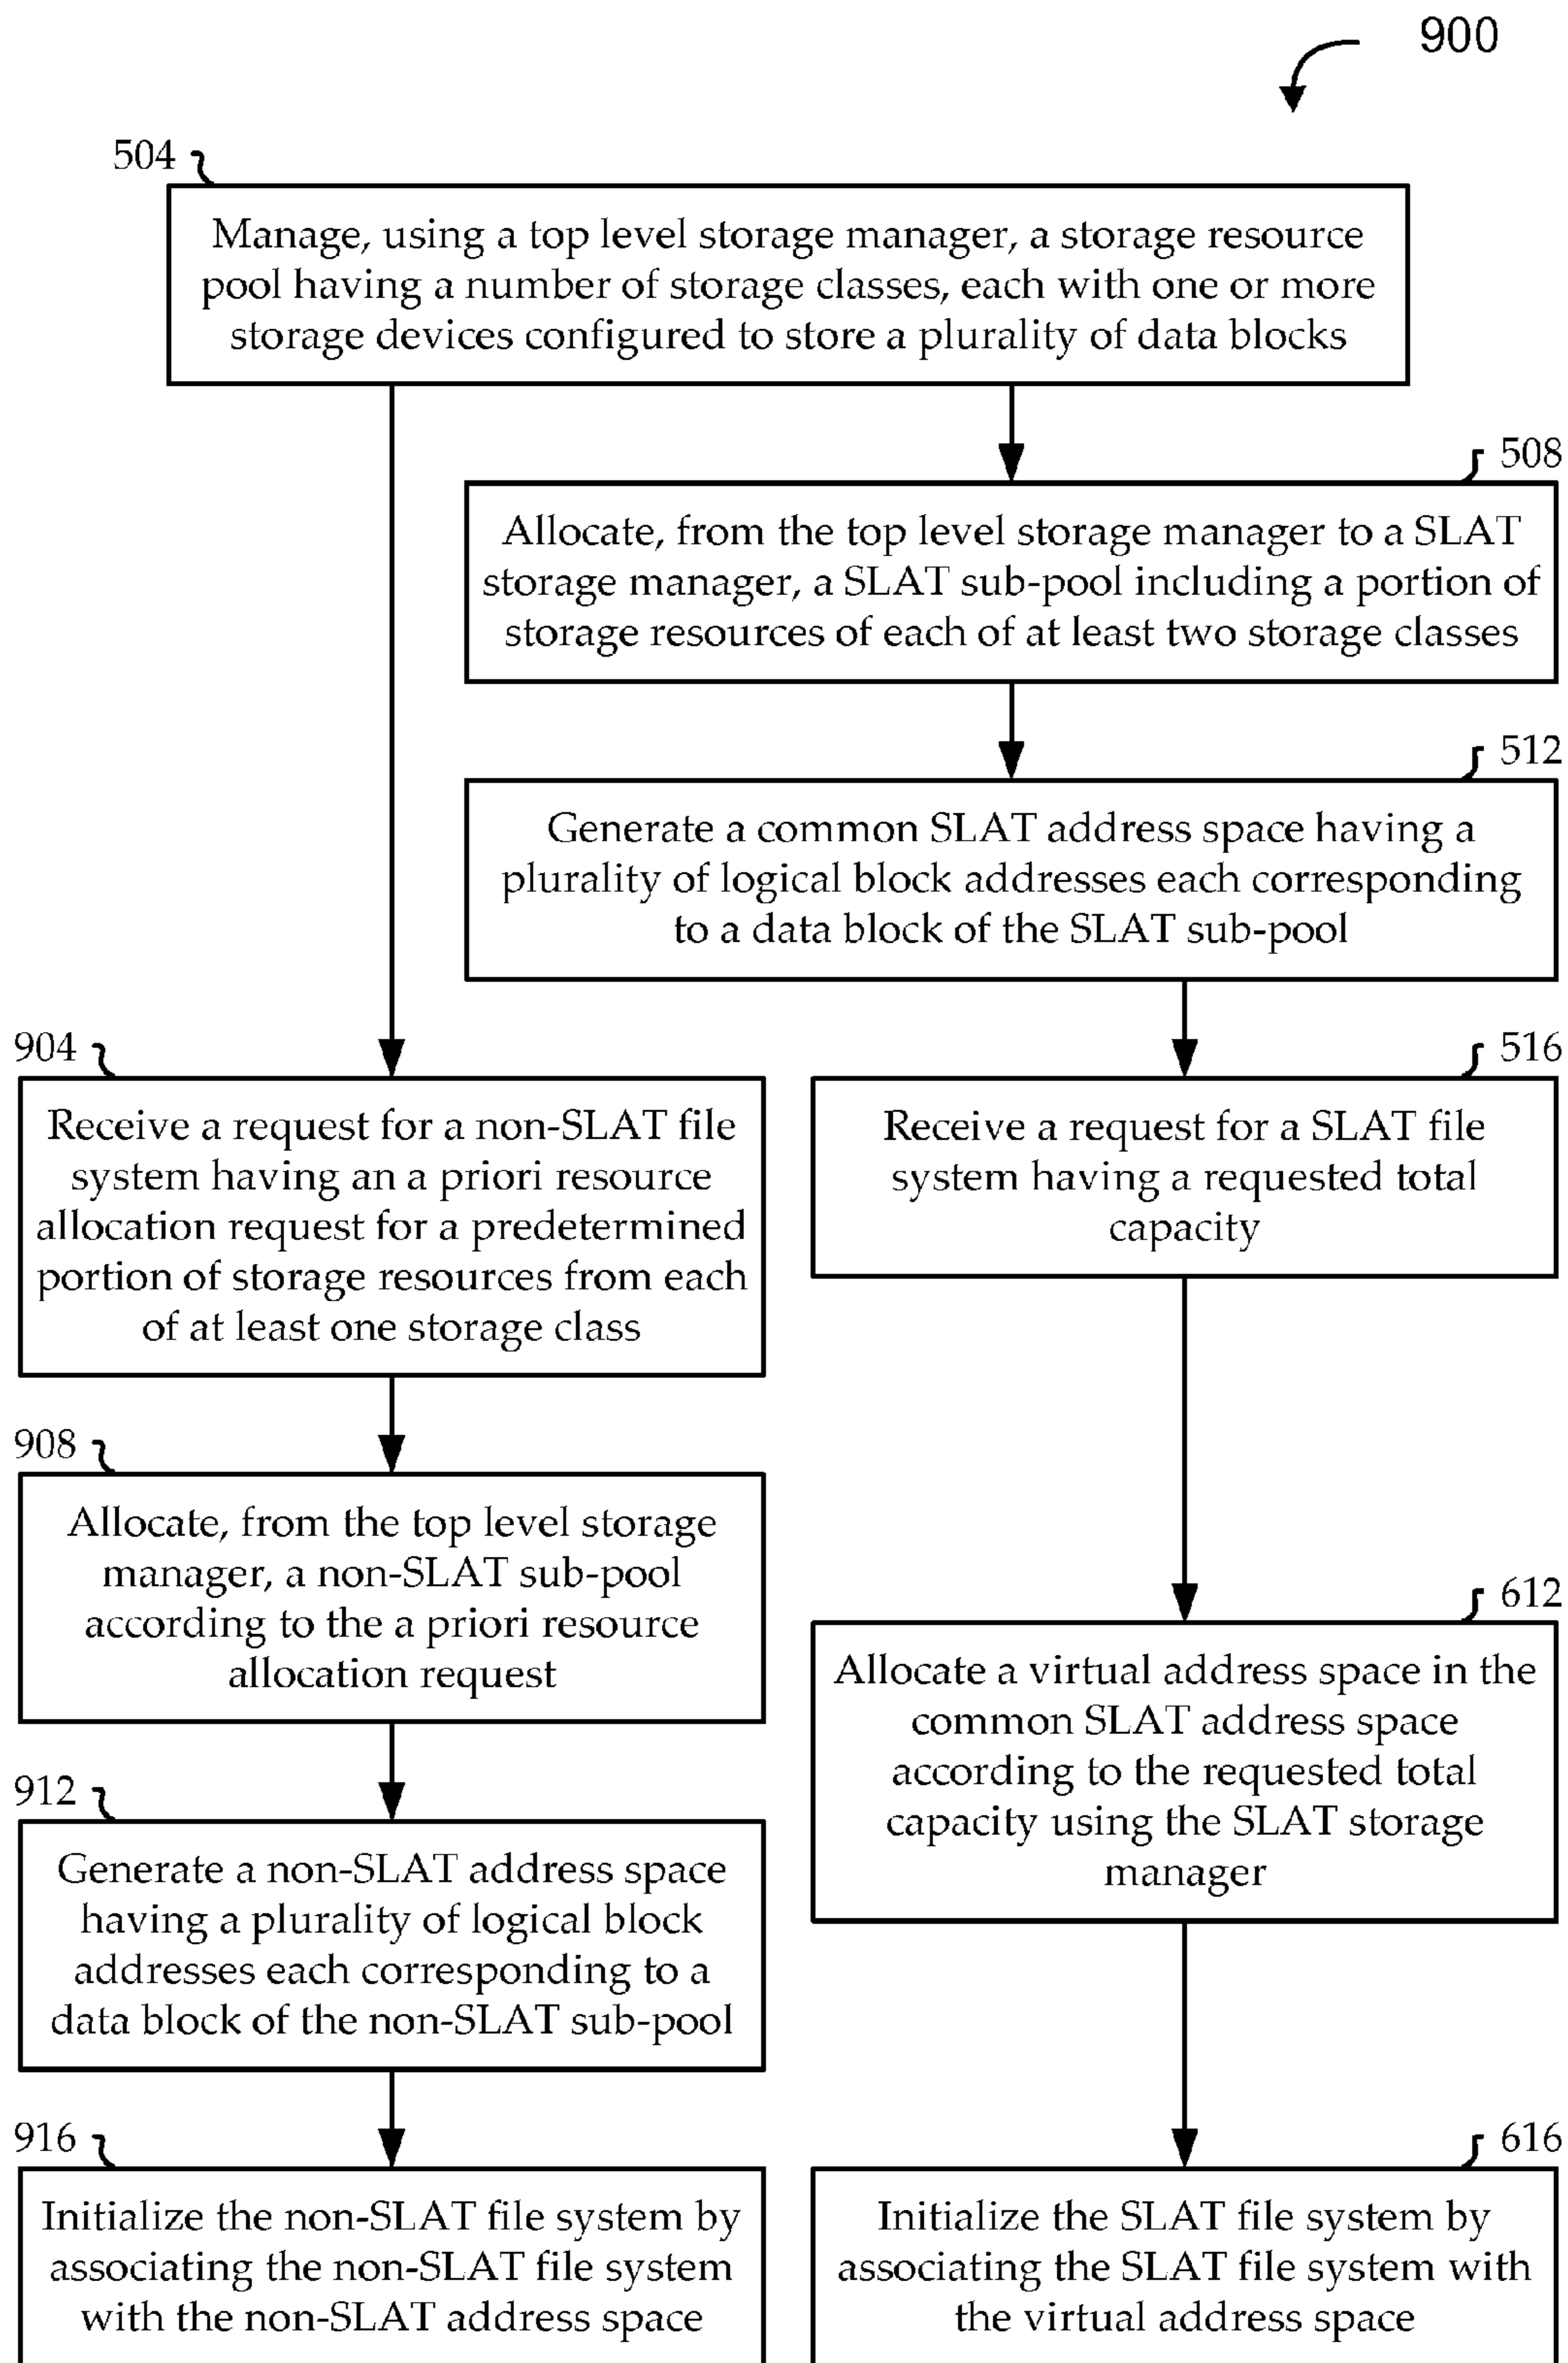 900
504
Manage, using a top level storage manager, a storage resource
pool having a number of storage classes, each with one or more
storage devices configured to store a plurality of data blocks
508
Allocate, from the top level storage manager to a SLAT
storage manager, a SLAT sub-pool including a portion of
storage resources of each of at least two storage classes
512
Generate a common SLAT address space having a
plurality of logical block addresses each corresponding
to a data block of the SLAT sub-pool
904
Receive a request for a non-SLAT file
system having an a priori resource
allocation request for a predetermined
portion of storage resources from each
of at least one storage class
516
Receive a request for a SLAT file
system having a requested total
capacity
908
Allocate, from the top level storage
manager, a non-SLAT sub-pool
according to the a priori resource
allocation request
612
Allocate a virtual address space in the
common SLAT address space
according to the requested total
capacity using the SLAT storage
manager
912
Generate a non-SLAT address space
having a plurality of logical block
addresses each corresponding to a
data block of the non-SLAT sub-pool
916
Initialize the non-SLAT file system by
associating the non-SLAT file system
with the non-SLAT address space
616
Initialize the SLAT file system by
associating the SLAT file system with
the virtual address space